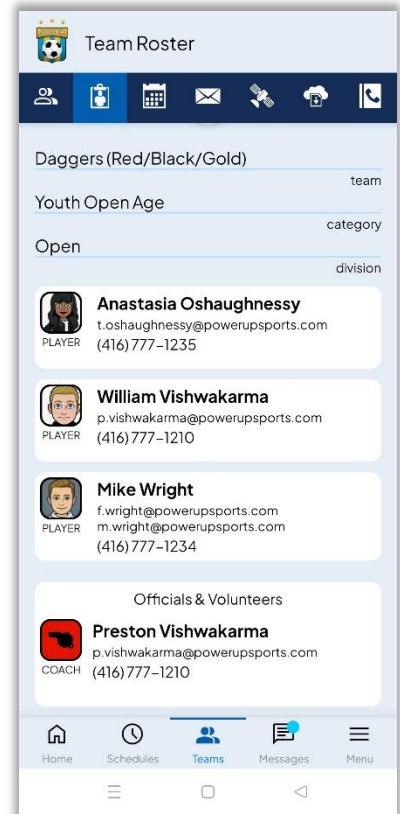 SOCCER
Team Roster
Daggers (Red/Black/Gold)
team
Youth Open Age
category
Open
division
Anastasia Oshaughnessy
t.oshaughnessy@powerupsports.com
PLAYER
(416) 777-1235
William Vishwakarma
p.vishwakarma@powerupsports.com
PLAYER
(416) 777-1210
Mike Wright
f.wright@powerupsports.com
m.wright@powerupsports.com
PLAYER
(416) 777-1234
Officials & Volunteers
Preston Vishwakarma
p.vishwakarma@powerupsports.com
COACH
(416) 777-1210
Home
Schedules
Teams
Messages
Menu